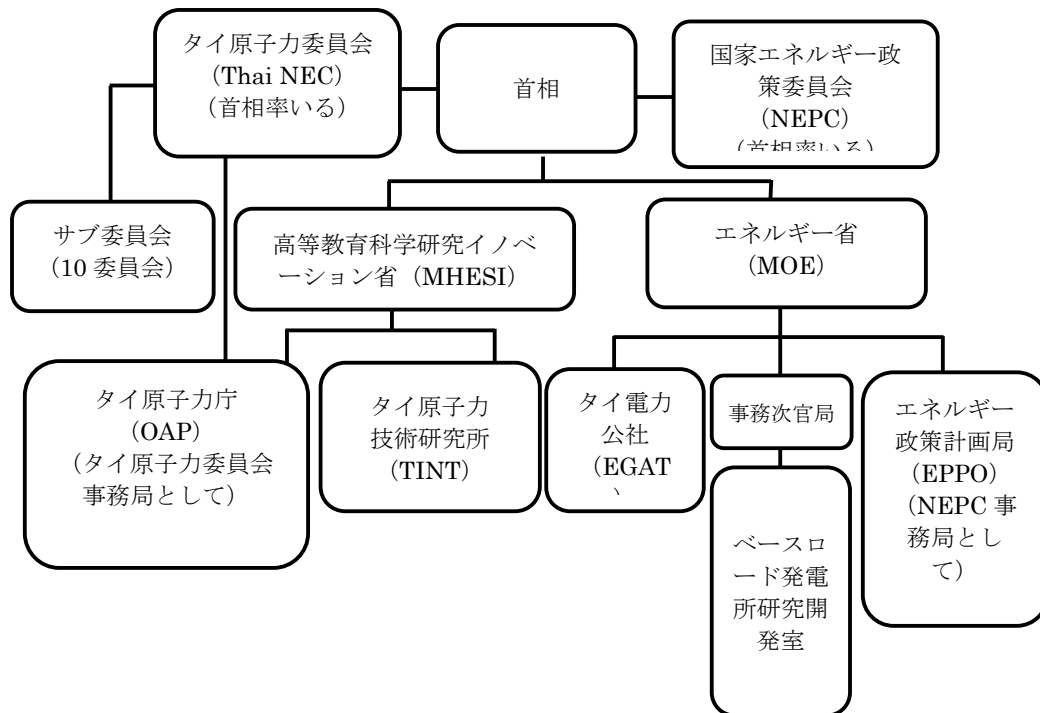 タイ原子力委員会
（Thai NEC）
（首相率いる）
首相
国家エネルギー政
策委員会
（NEPC）
（首相率いる）
サブ委員会
（10 委員会）
高等教育科学研究イノベ
ーション省（MHESI）
エネルギー省
（MOE）
タイ原子力庁
（OAP）
（タイ原子力委員会
事務局として）
タイ原子力
技術研究所
（TINT）
タイ電力
公社
（EGAT
）
事務次官局
エネルギー
政策計画局
（EPPO）
（NEPC 事
務局とし
て）
ベースロ
ード発電
所研究開
発室